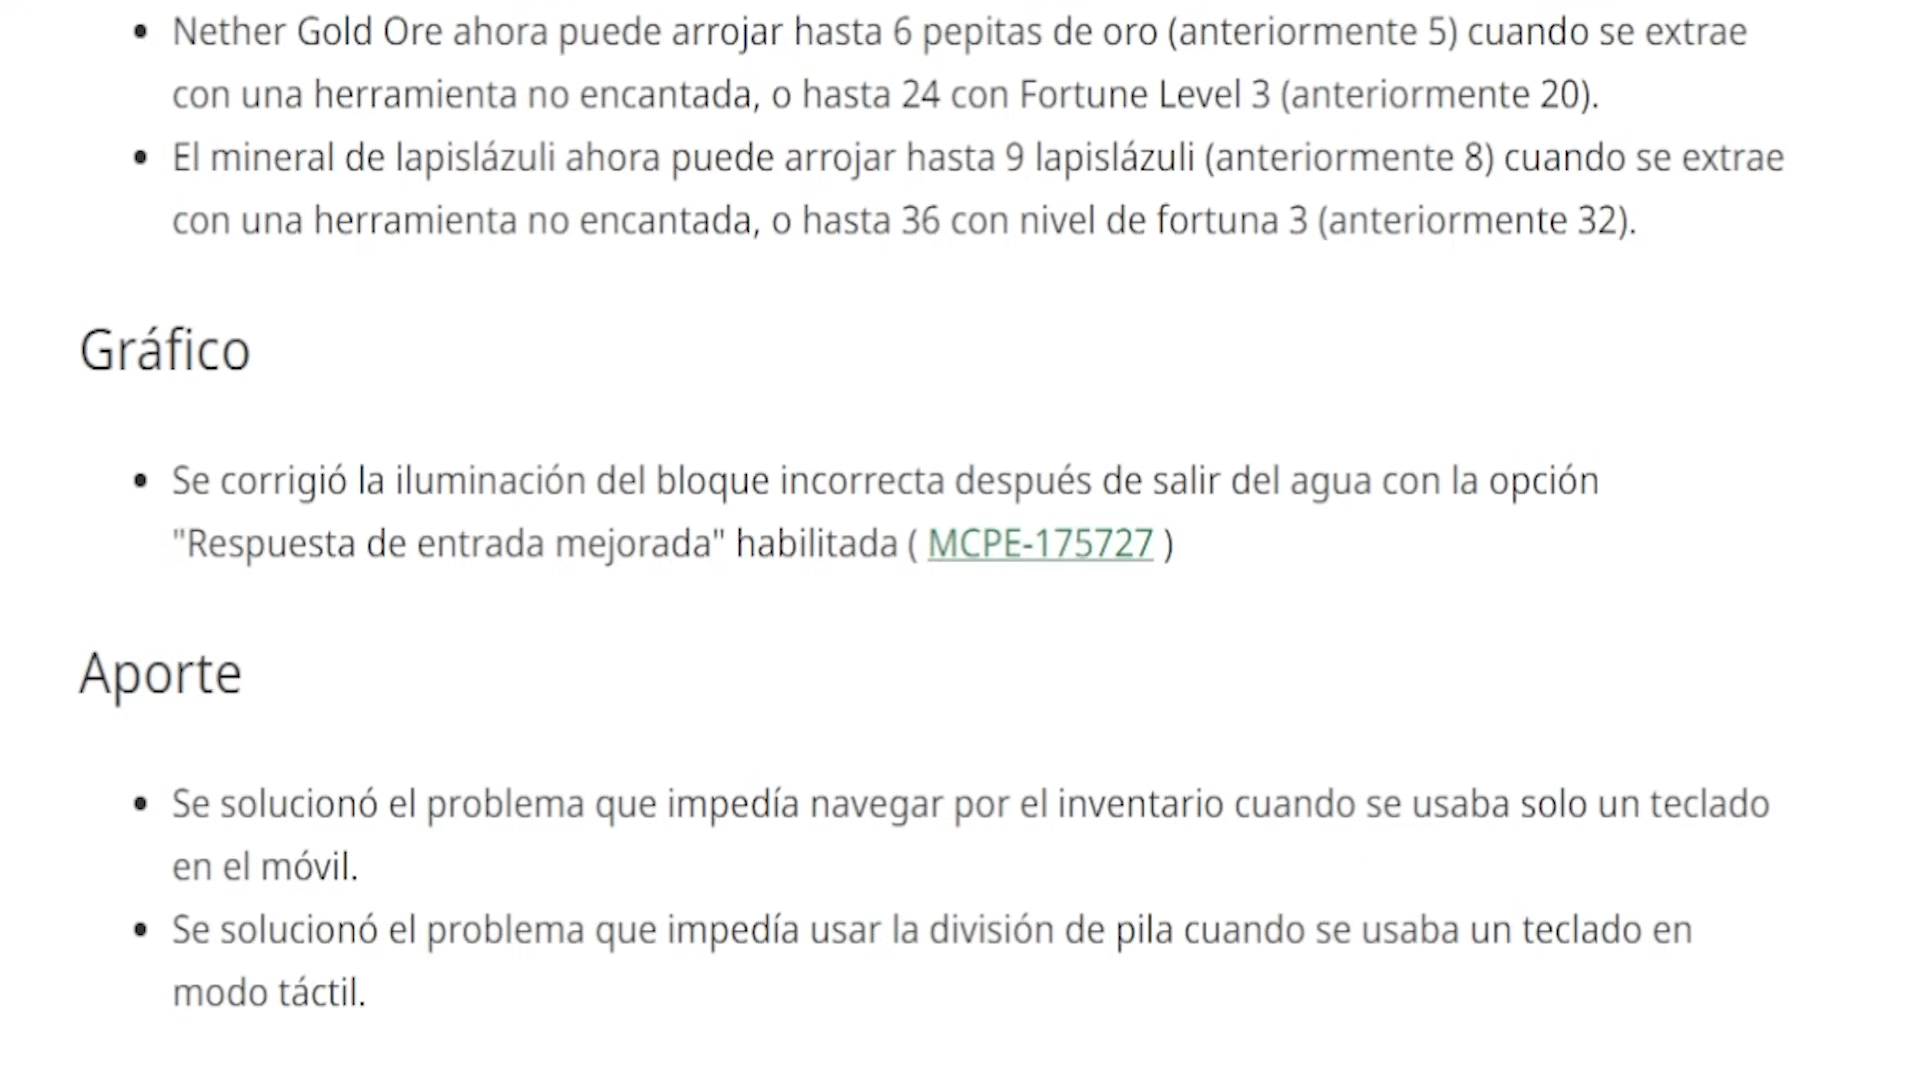 • Nether Gold Ore ahora puede arrojar hasta 6 pepitas de oro (anteriormente 5) cuando se extrae
con una herramienta no encantada, o hasta 24 con Fortune Level 3 (anteriormente 20).
• El mineral de lapislázuli ahora puede arrojar hasta 9 lapislázuli (anteriormente 8) cuando se extrae
con una herramienta no encantada, o hasta 36 con nivel de fortuna 3 (anteriormente 32).
Gráfico
• Se corrigió la iluminación del bloque incorrecta después de salir del agua con la opción
"Respuesta de entrada mejorada" habilitada ( MCPE-175727 )
Aporte
• Se solucionó el problema que impedía navegar por el inventario cuando se usaba solo un teclado
en el móvil.
• Se solucionó el problema que impedía usar la división de pila cuando se usaba un teclado en
modo táctil.